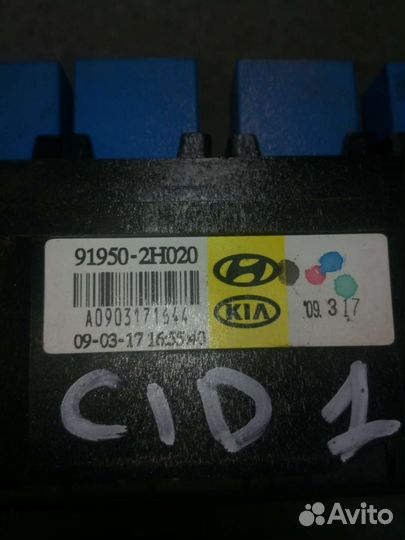 91950-2H020
A0903171644
KIA
'09. 3 17
09-03-17 16:55:40
CID 1
Avito